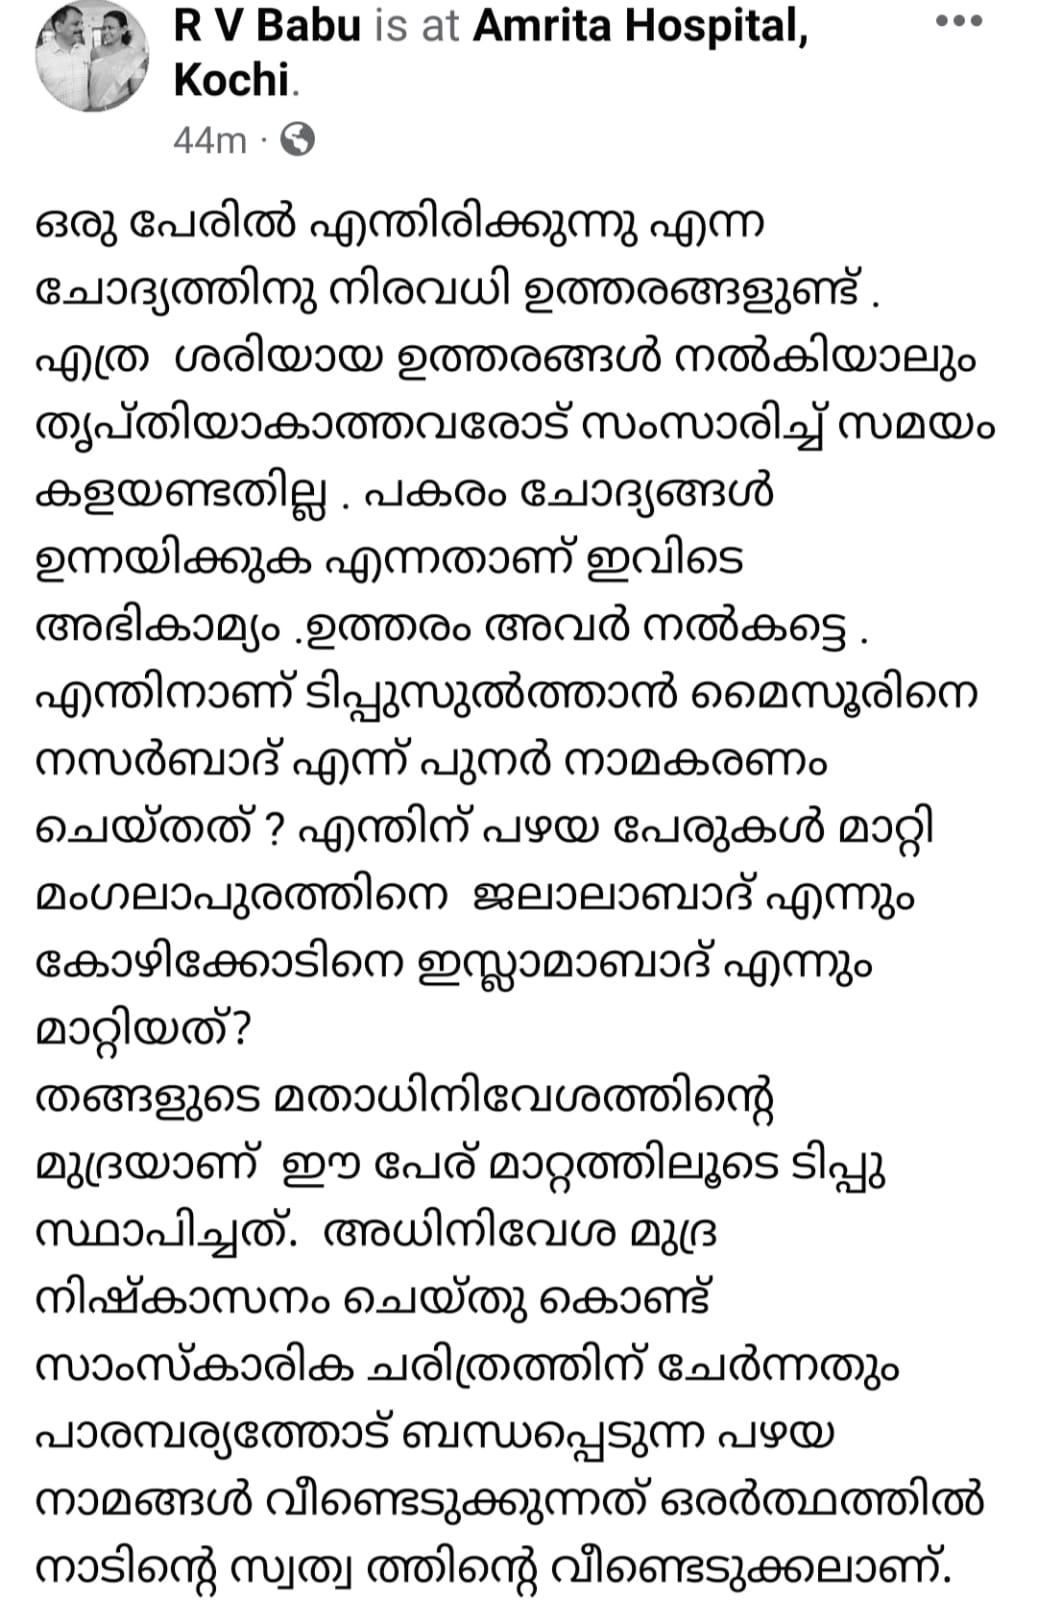 R V Babu is at Amrita Hospital,
Kochi.
44m ·
ഒരു പേരിൽ എന്തിരിക്കുന്നു എന്ന
ചോദ്യത്തിനു നിരവധി ഉത്തരങ്ങളുണ്ട് .
എത്ര  ശരിയായ ഉത്തരങ്ങൾ നൽകിയാലും
തൃപ്തിയാകാത്തവരോട് സംസാരിച്ച് സമയം
കളയണ്ടതില്ല . പകരം ചോദ്യങ്ങൾ
ഉന്നയിക്കുക എന്നതാണ് ഇവിടെ
അഭികാമ്യം .ഉത്തരം അവർ നൽകട്ടെ .
എന്തിനാണ് ടിപ്പുസുൽത്താൻ മൈസൂരിനെ
നസർബാദ് എന്ന് പുനർ നാമകരണം
ചെയ്തത് ? എന്തിന് പഴയ പേരുകൾ മാറ്റി
മംഗലാപുരത്തിനെ  ജലാലാബാദ് എന്നും
കോഴിക്കോടിനെ ഇസ്ലാമാബാദ് എന്നും
മാറ്റിയത്?
തങ്ങളുടെ മതാധിനിവേശത്തിന്റെ
മുദ്രയാണ്  ഈ പേര് മാറ്റത്തിലൂടെ ടിപ്പു
സ്ഥാപിച്ചത്.  അധിനിവേശ മുദ്ര
നിഷ്കാസനം ചെയ്തു കൊണ്ട്
സാംസ്കാരിക ചരിത്രത്തിന് ചേർന്നതും
പാരമ്പര്യത്തോട് ബന്ധപ്പെടുന്ന പഴയ
നാമങ്ങൾ വീണ്ടെടുക്കുന്നത് ഒരർത്ഥത്തിൽ
നാടിന്റെ സ്വത്വ ത്തിന്റെ വീണ്ടെടുക്കലാണ്.